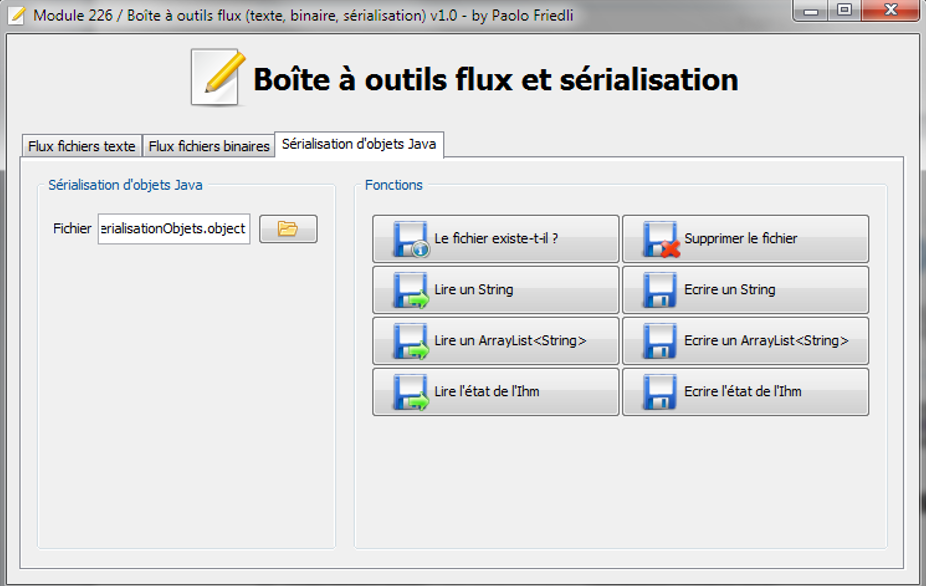 Module 226 / Boîte à outils flux (texte, binaire, sérialisation) v1.0 - by Paolo Friedli
Boîte à outils flux et sérialisation
Flux fichiers texte
Flux fichiers binaires
Sérialisation d'objets Java
Sérialisation d'objets Java
Fichier erialisationObjets.object
Fonctions
Le fichier existe-t-il ?
Supprimer le fichier
Lire un String
Ecrire un String
Lire un ArrayList<String>
Ecrire un ArrayList<String>
Lire l'état de l'Ihm
Ecrire l'état de l'Ihm